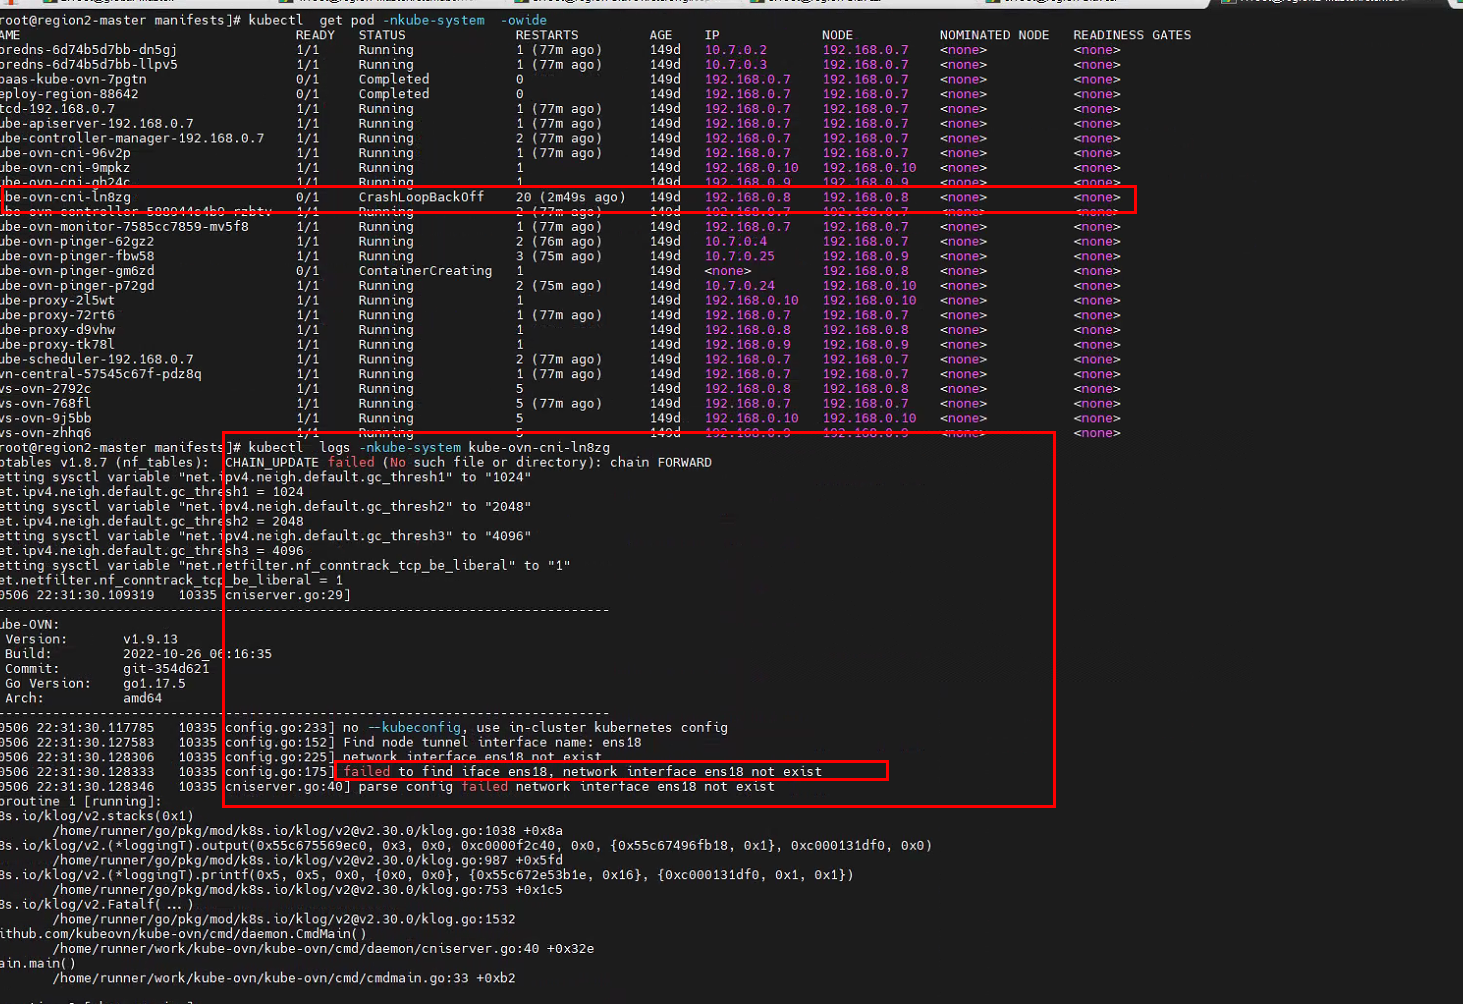 root@region2-master manifests]# kubectl  get pod -nkube-system  -owide
AME READY STATUS RESTARTS AGE IP NODE NOMINATED NODE READINESS GATES
oredns-6d74b5d7bb-dn5gj 1/1 Running 1 (77m ago) 149d 10.7.0.2 192.168.0.7 <none> <none>
oredns-6d74b5d7bb-llpv5 1/1 Running 1 (77m ago) 149d 10.7.0.3 192.168.0.7 <none> <none>
paas-kube-ovn-7pgtn 0/1 Completed 0 149d 192.168.0.7 192.168.0.7 <none> <none>
eploy-region-88642 0/1 Completed 0 149d 192.168.0.7 192.168.0.7 <none> <none>
tcd-192.168.0.7 1/1 Running 1 (77m ago) 149d 192.168.0.7 192.168.0.7 <none> <none>
ube-apiserver-192.168.0.7 1/1 Running 1 (77m ago) 149d 192.168.0.7 192.168.0.7 <none> <none>
ube-controller-manager-192.168.0.7 1/1 Running 2 (77m ago) 149d 192.168.0.7 192.168.0.7 <none> <none>
ube-ovn-cni-96v2p 1/1 Running 1 (77m ago) 149d 192.168.0.7 192.168.0.7 <none> <none>
ube-ovn-cni-9mpkz 1/1 Running 1 149d 192.168.0.10 192.168.0.10 <none> <none>
ube-ovn-cni-gb24c 1/1 Running 1 149d 192.168.0.9 192.168.0.9 <none> <none>
ube-ovn-cni-ln8zg 0/1 CrashLoopBackOff 20 (2m49s ago) 149d 192.168.0.8 192.168.0.8 <none> <none>
ube-ovn-controller-588944c4b9-rzbtv 1/1 Running 2 (77m ago) 149d 192.168.0.7 192.168.0.7 <none> <none>
ube-ovn-monitor-7585cc7859-mv5f8 1/1 Running 1 (77m ago) 149d 192.168.0.7 192.168.0.7 <none> <none>
ube-ovn-pinger-62gz2 1/1 Running 2 (76m ago) 149d 10.7.0.4 192.168.0.7 <none> <none>
ube-ovn-pinger-fbw58 1/1 Running 3 (75m ago) 149d 10.7.0.25 192.168.0.9 <none> <none>
ube-ovn-pinger-gm6zd 0/1 ContainerCreating 1 149d <none> 192.168.0.8 <none> <none>
ube-ovn-pinger-p72gd 1/1 Running 2 (75m ago) 149d 10.7.0.24 192.168.0.10 <none> <none>
ube-proxy-2l5wt 1/1 Running 1 149d 192.168.0.10 192.168.0.10 <none> <none>
ube-proxy-72rt6 1/1 Running 1 (77m ago) 149d 192.168.0.7 192.168.0.7 <none> <none>
ube-proxy-d9vhw 1/1 Running 1 149d 192.168.0.8 192.168.0.8 <none> <none>
ube-proxy-tk78l 1/1 Running 1 149d 192.168.0.9 192.168.0.9 <none> <none>
ube-scheduler-192.168.0.7 1/1 Running 2 (77m ago) 149d 192.168.0.7 192.168.0.7 <none> <none>
vn-central-57545c67f-pdz8q 1/1 Running 1 (77m ago) 149d 192.168.0.7 192.168.0.7 <none> <none>
vs-ovn-2792c 1/1 Running 5 149d 192.168.0.8 192.168.0.8 <none> <none>
vs-ovn-768fl 1/1 Running 5 (77m ago) 149d 192.168.0.7 192.168.0.7 <none> <none>
vs-ovn-9j5bb 1/1 Running 5 149d 192.168.0.10 192.168.0.10 <none> <none>
vs-ovn-zhhq6 1/1 Running 5 149d 192.168.0.9 192.168.0.9 <none> <none>
root@region2-master manifests]# kubectl  logs -nkube-system kube-ovn-cni-ln8zg
ptables v1.8.7 (nf_tables):  CHAIN_UPDATE failed (No such file or directory): chain FORWARD
etting sysctl variable "net.ipv4.neigh.default.gc_thresh1" to "1024"
et.ipv4.neigh.default.gc_thresh1 = 1024
etting sysctl variable "net.ipv4.neigh.default.gc_thresh2" to "2048"
et.ipv4.neigh.default.gc_thresh2 = 2048
etting sysctl variable "net.ipv4.neigh.default.gc_thresh3" to "4096"
et.ipv4.neigh.default.gc_thresh3 = 4096
etting sysctl variable "net.netfilter.nf_conntrack_tcp_be_liberal" to "1"
et.netfilter.nf_conntrack_tcp_be_liberal = 1
0506 22:31:30.109319   10335 cniserver.go:29]
-------------------------------------------------------------------------------
ube-OVN:
Version:       v1.9.13
Build:         2022-10-26_06:16:35
Commit:        git-354d621
Go Version:    go1.17.5
Arch:          amd64
-------------------------------------------------------------------------------
0506 22:31:30.117785   10335 config.go:233] no --kubeconfig, use in-cluster kubernetes config
0506 22:31:30.127583   10335 config.go:152] Find node tunnel interface name: ens18
0506 22:31:30.128306   10335 config.go:225] network interface ens18 not exist
0506 22:31:30.128333   10335 config.go:175] failed to find iface ens18, network interface ens18 not exist
0506 22:31:30.128346   10335 cniserver.go:40] parse config failed network interface ens18 not exist
oroutine 1 [running]:
8s.io/klog/v2.stacks(0x1)
/home/runner/go/pkg/mod/k8s.io/klog/v2@v2.30.0/klog.go:1038 +0x8a
8s.io/klog/v2.(*loggingT).output(0x55c675569ec0, 0x3, 0x0, 0xc0000f2c40, 0x0, {0x55c67496fb18, 0x1}, 0xc000131df0, 0x0)
/home/runner/go/pkg/mod/k8s.io/klog/v2@v2.30.0/klog.go:987 +0x5fd
8s.io/klog/v2.(*loggingT).printf(0x5, 0x5, 0x0, {0x0, 0x0}, {0x55c672e53b1e, 0x16}, {0xc000131df0, 0x1, 0x1})
/home/runner/go/pkg/mod/k8s.io/klog/v2@v2.30.0/klog.go:753 +0x1c5
8s.io/klog/v2.Fatalf(...)
/home/runner/go/pkg/mod/k8s.io/klog/v2@v2.30.0/klog.go:1532
ithub.com/kubeovn/kube-ovn/cmd/daemon.CmdMain()
/home/runner/work/kube-ovn/kube-ovn/cmd/daemon/cniserver.go:40 +0x32e
ain.main()
/home/runner/work/kube-ovn/kube-ovn/cmd/cmdmain.go:33 +0xb2